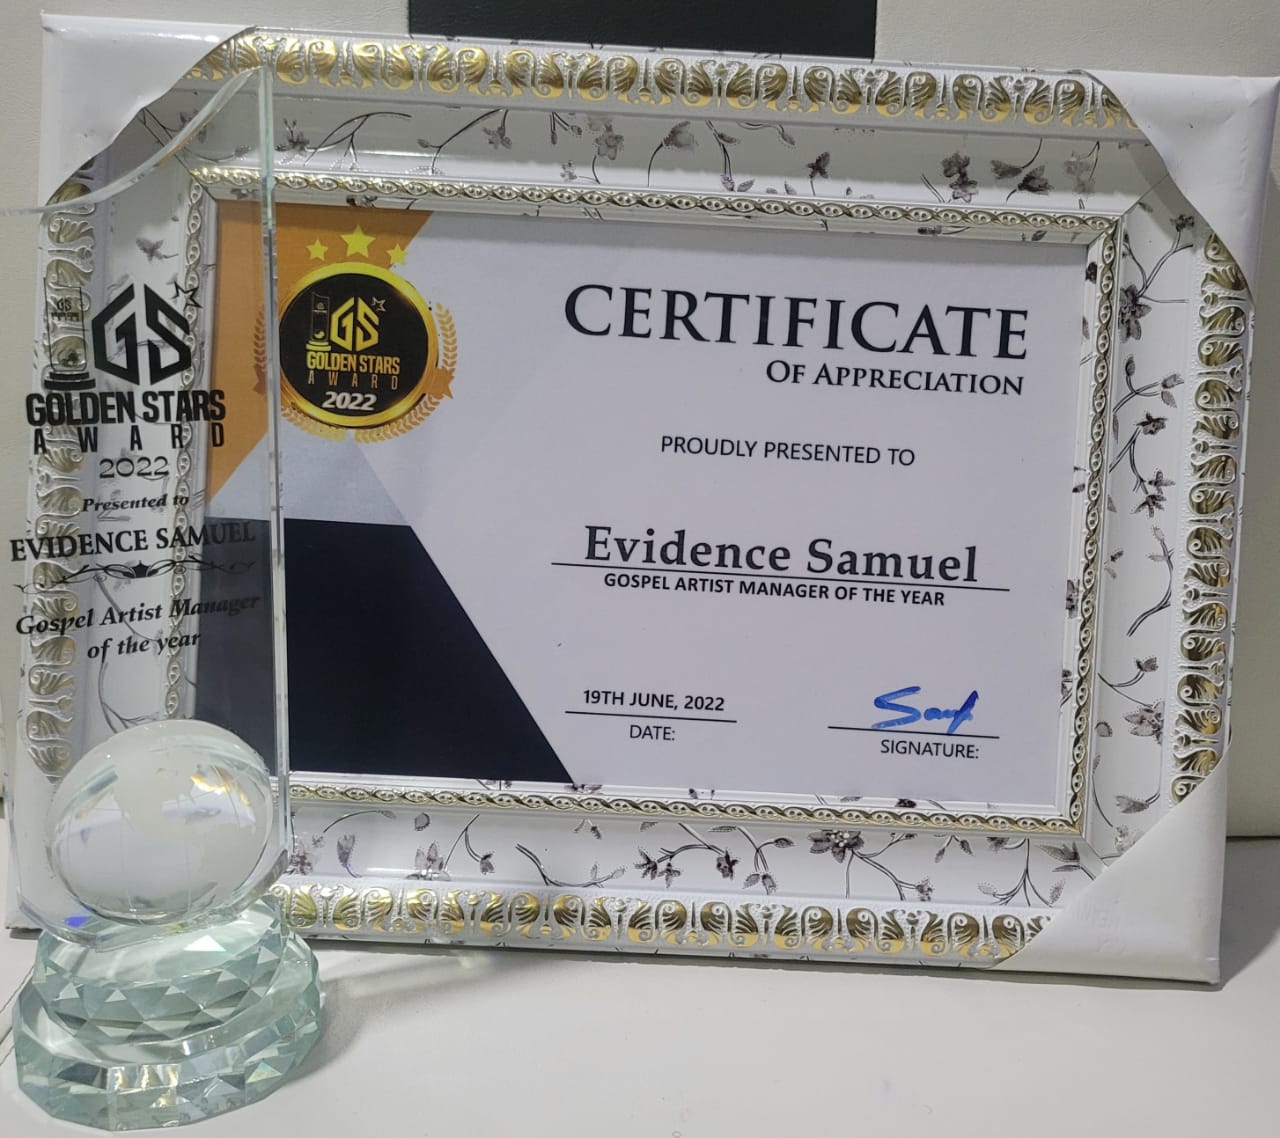 GS
GOLDEN STARS
AWARD
2022
Presented to
EVIDENCE SAMUEL
Gospel Artist Manager
of the year
GS
GOLDEN STARS
AWARD
2022
CERTIFICATE
OF APPRECIATION
PROUDLY PRESENTED TO
Evidence Samuel
GOSPEL ARTIST MANAGER OF THE YEAR
19TH JUNE, 2022
DATE:
SIGNATURE: